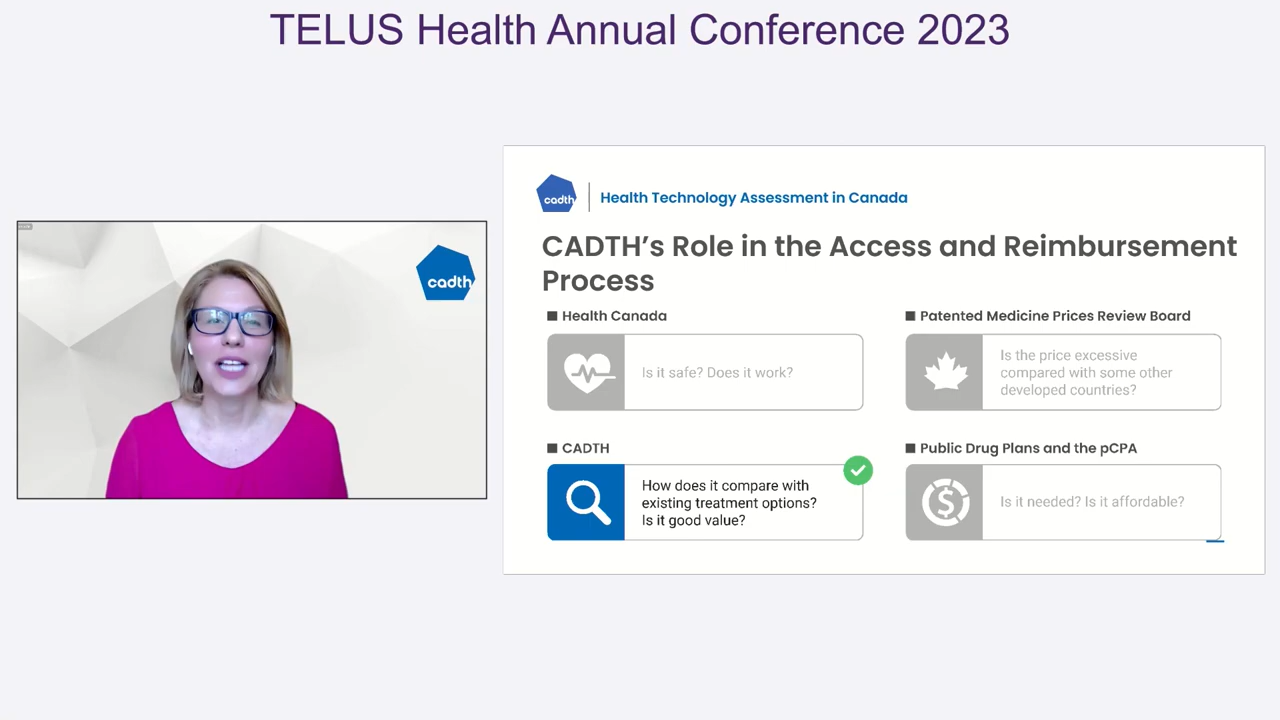 TELUS Health Annual Conference 2023
cadth
cadth
Health Technology Assessment in Canada
CADTH's Role in the Access and Reimbursement
Process
Health Canada
Is it safe? Does it work?
Patented Medicine Prices Review Board
Is the price excessive
compared with some other
developed countries?
CADTH
How does it compare with
existing treatment options?
Is it good value?
Public Drug Plans and the pCPA
$
Is it needed? Is it affordable?